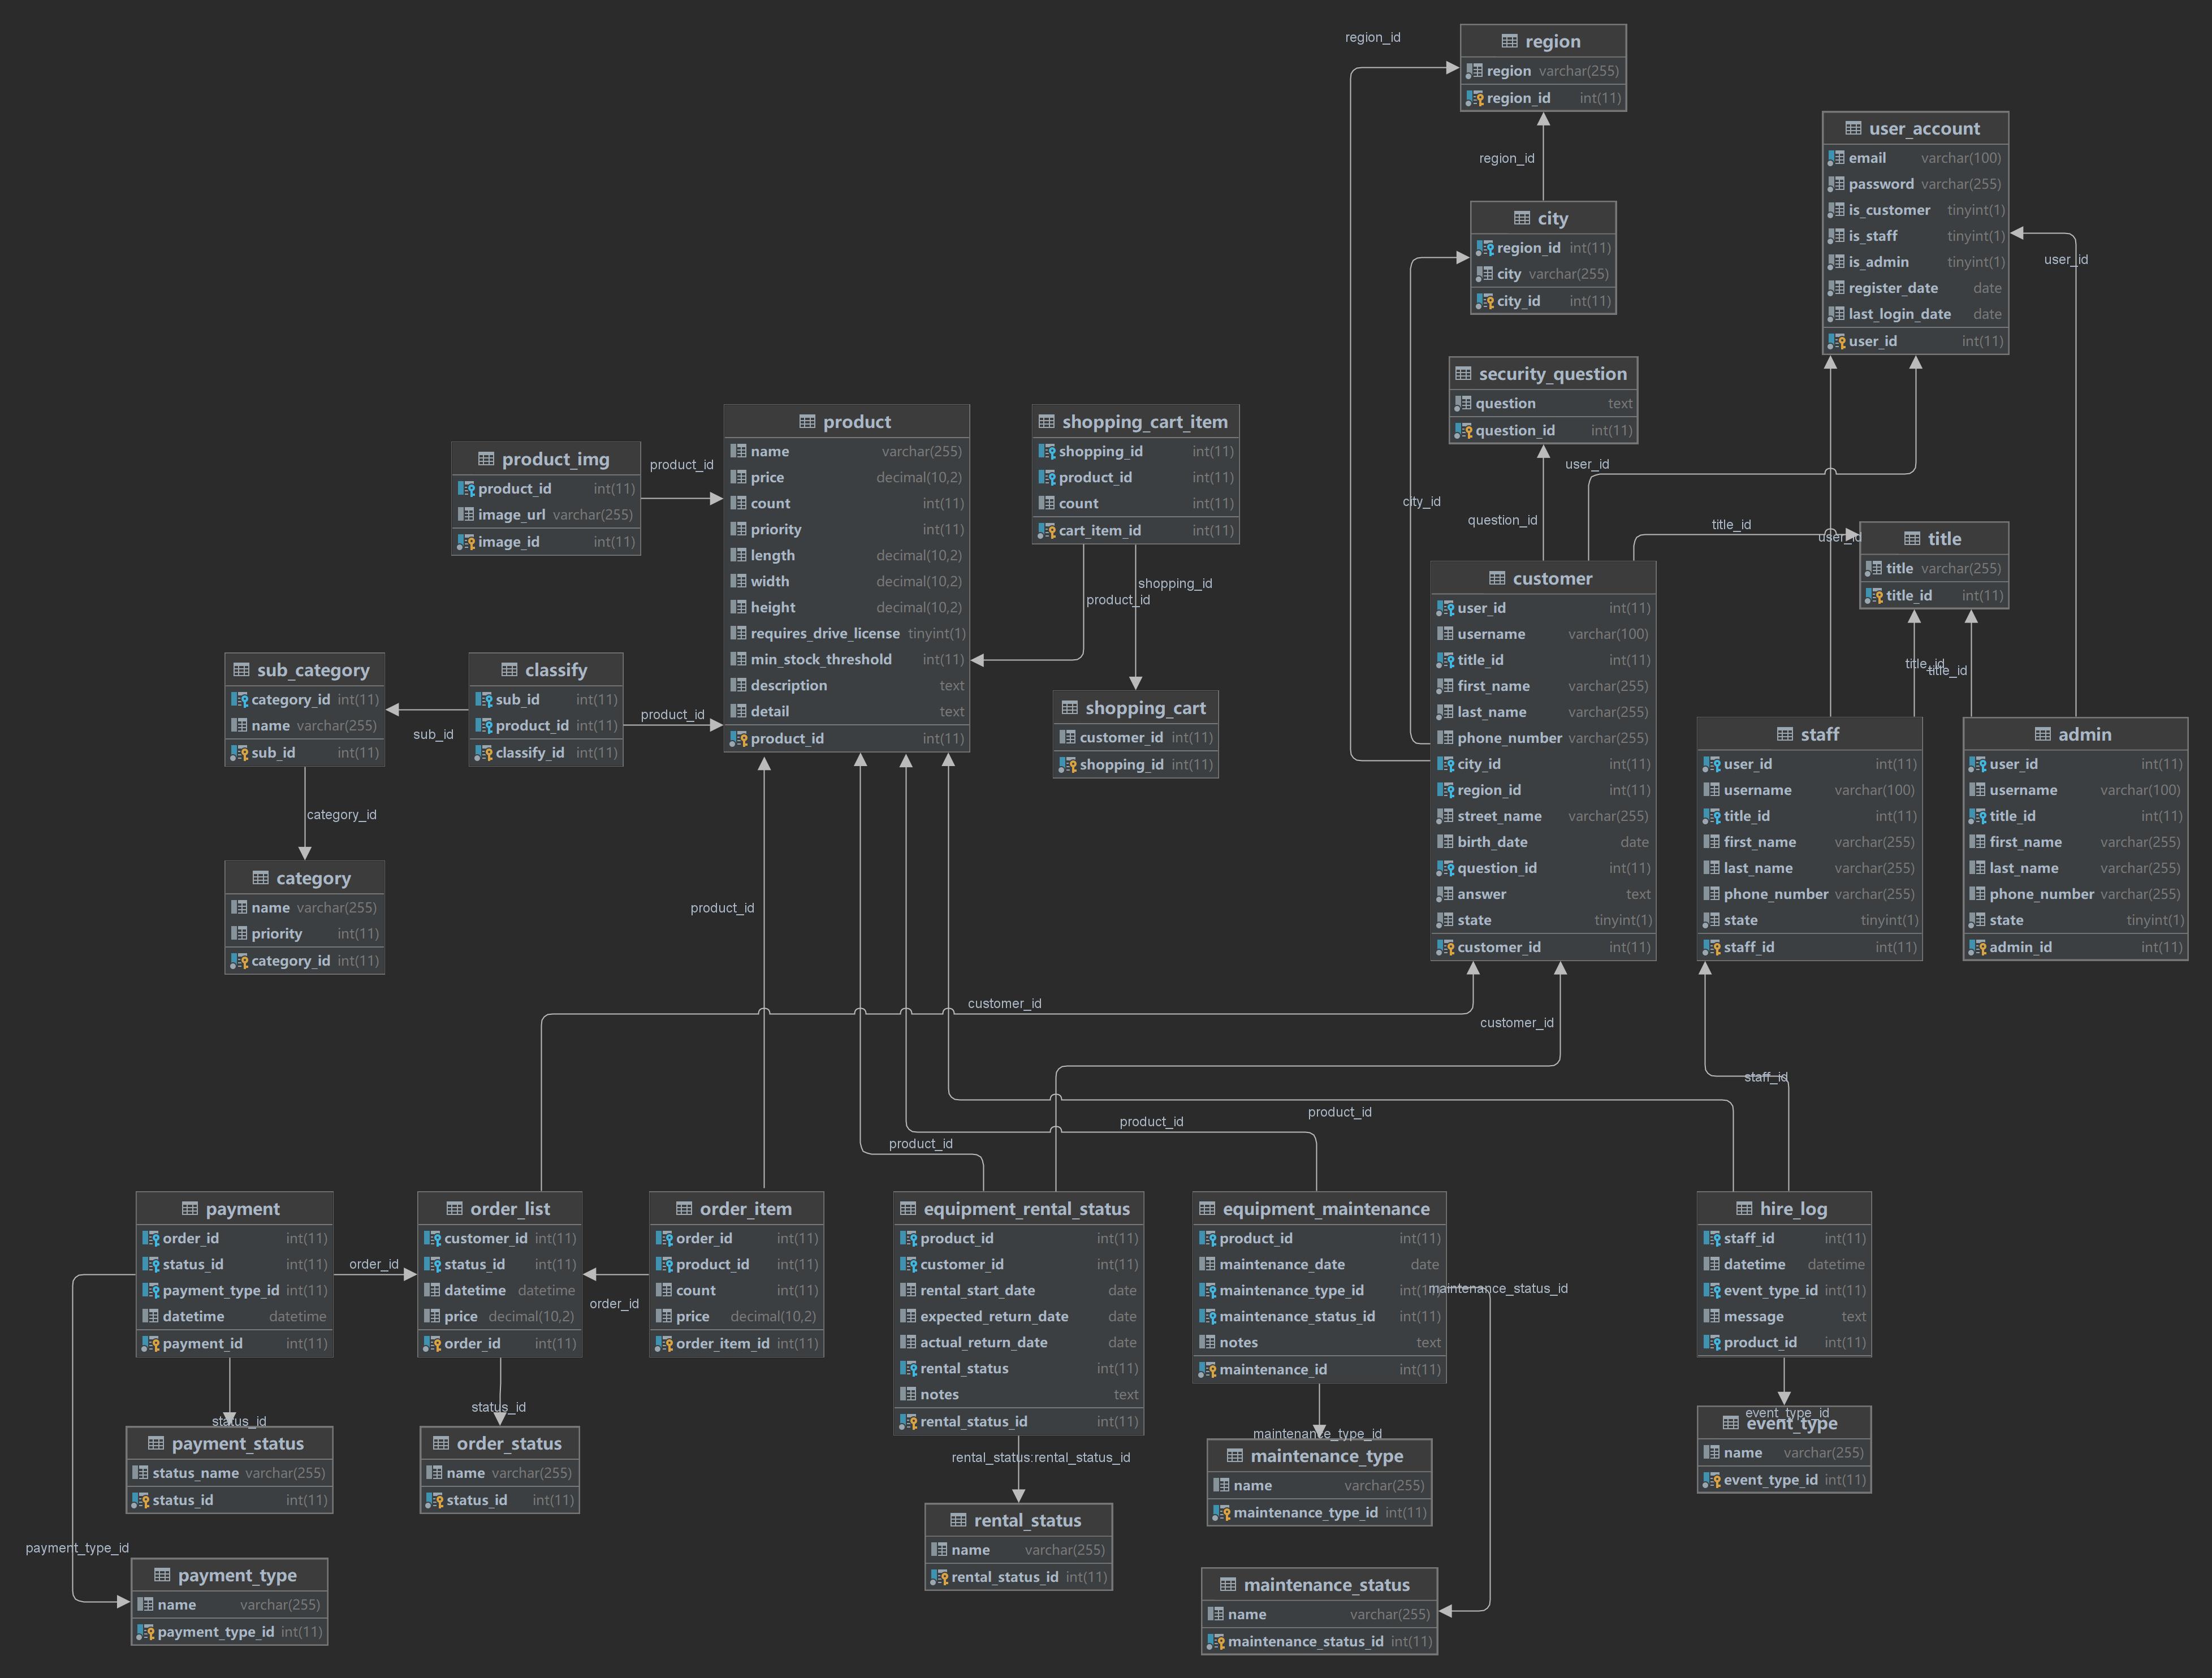 region_id
region
region varchar(255)
region_id int(11)
region_id
city
region_id int(11)
city varchar(255)
city_id int(11)
city_id
user_account
email varchar(100)
password varchar(255)
is_customer tinyint(1)
is_staff tinyint(1)
is_admin tinyint(1)
register_date date
last_login_date date
user_id int(11)
user_id
security_question
question text
question_id int(11)
question_id
user_id
title_id
user_id
title
title varchar(255)
title_id int(11)
title_id
title_id
product_img
product_id int(11)
image_url varchar(255)
image_id int(11)
product_id
product
name varchar(255)
price decimal(10,2)
count int(11)
priority int(11)
length decimal(10,2)
width decimal(10,2)
height decimal(10,2)
requires_drive_license tinyint(1)
min_stock_threshold int(11)
description text
detail text
product_id int(11)
shopping_cart_item
shopping_id int(11)
product_id int(11)
count int(11)
cart_item_id int(11)
shopping_id
product_id
shopping_cart
customer_id int(11)
shopping_id int(11)
sub_category
category_id int(11)
name varchar(255)
sub_id int(11)
sub_id
classify
sub_id int(11)
product_id int(11)
classify_id int(11)
product_id
category_id
category
name varchar(255)
priority int(11)
category_id int(11)
customer
user_id int(11)
username varchar(100)
title_id int(11)
first_name varchar(255)
last_name varchar(255)
phone_number varchar(255)
city_id int(11)
region_id int(11)
street_name varchar(255)
birth_date date
question_id int(11)
answer text
state tinyint(1)
customer_id int(11)
staff
user_id int(11)
username varchar(100)
title_id int(11)
first_name varchar(255)
last_name varchar(255)
phone_number varchar(255)
state tinyint(1)
staff_id int(11)
admin
user_id int(11)
username varchar(100)
title_id int(11)
first_name varchar(255)
last_name varchar(255)
phone_number varchar(255)
state tinyint(1)
admin_id int(11)
product_id
customer_id
customer_id
staff_id
product_id
product_id
product_id
payment
order_id int(11)
status_id int(11)
payment_type_id int(11)
datetime datetime
payment_id int(11)
order_id
order_list
customer_id int(11)
status_id int(11)
datetime datetime
price decimal(10,2)
order_id int(11)
order_id
order_item
order_id int(11)
product_id int(11)
count int(11)
price decimal(10,2)
order_item_id int(11)
equipment_rental_status
product_id int(11)
customer_id int(11)
rental_start_date date
expected_return_date date
actual_return_date date
rental_status int(11)
notes text
rental_status_id int(11)
equipment_maintenance
product_id int(11)
maintenance_date date
maintenance_type_id int(11)
maintenance_status_id int(11)
notes text
maintenance_id int(11)
maintenance_status_id
hire_log
staff_id int(11)
datetime datetime
event_type_id int(11)
message text
product_id int(11)
status_id
payment_status
status_name varchar(255)
status_id int(11)
status_id
order_status
name varchar(255)
status_id int(11)
rental_status:rental_status_id
rental_status
name varchar(255)
rental_status_id int(11)
maintenance_type_id
maintenance_type
name varchar(255)
maintenance_type_id int(11)
event_type_id
event_type
name varchar(255)
event_type_id int(11)
payment_type_id
payment_type
name varchar(255)
payment_type_id int(11)
maintenance_status
name varchar(255)
maintenance_status_id int(11)